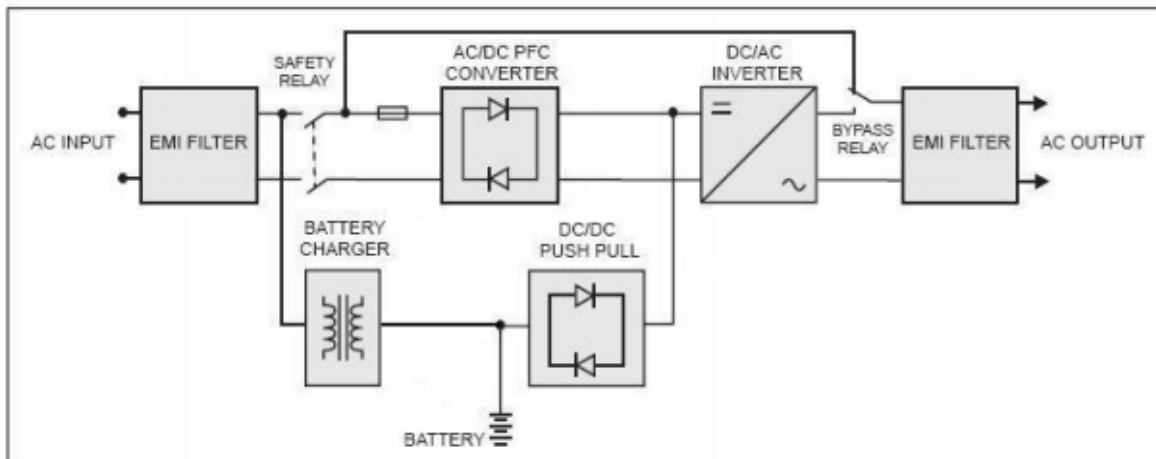 AC/DC PFC
CONVERTER
DC/AC
INVERTER
SAFETY
RELAY
AC INPUT
EMI FILTER
BYPASS
RELAY
EMI FILTER
AC OUTPUT
BATTERY
CHARGER
DC/DC
PUSH PULL
BATTERY